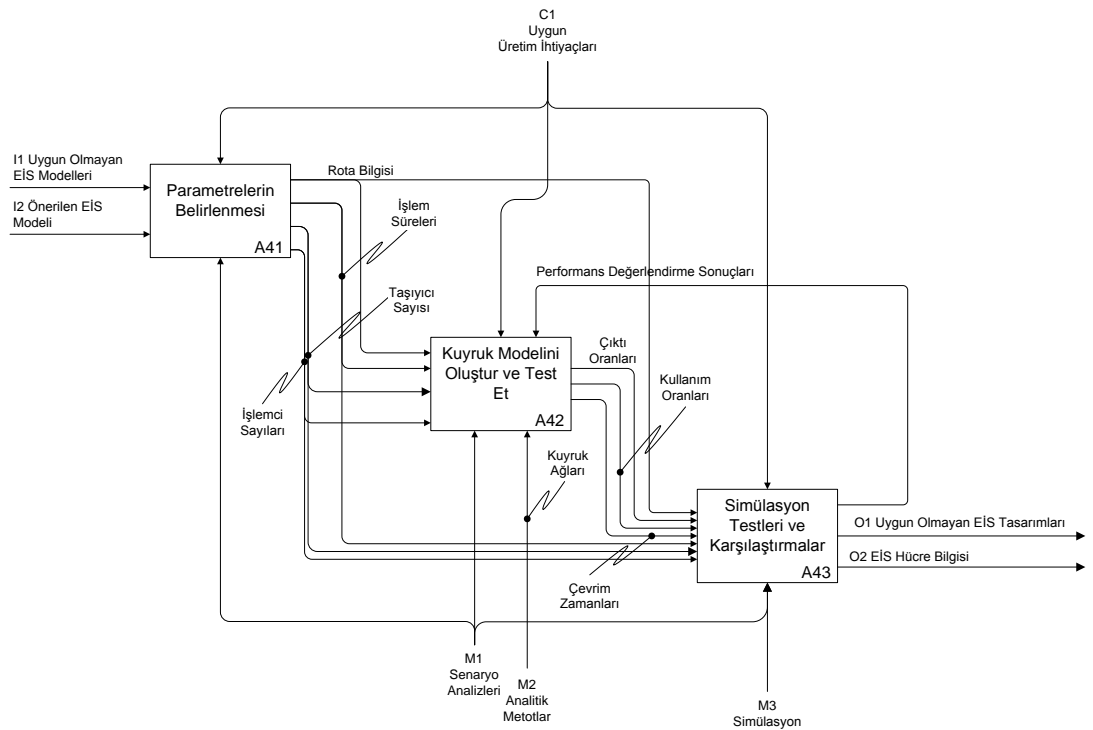 C1
Uygun
Üretim İhtiyaçları
I1 Uygun Olmayan
EİS Modelleri
I2 Önerilen EİS
Modeli
Parametrelerin
Belirlenmesi
A41
Rota Bilgisi
İşlem
Süreleri
Taşıyıcı
Sayısı
İşlemci
Sayıları
Performans Değerlendirme Sonuçları
Kuyruk Modelini
Oluştur ve Test
Et
A42
Çıktı
Oranları
Kullanım
Oranları
Kuyruk
Ağları
Çevrim
Zamanları
Simülasyon
Testleri ve
Karşılaştırmalar
A43
O1 Uygun Olmayan EİS Tasarımları
O2 EİS Hücre Bilgisi
M1
Senaryo
Analizleri
M2
Analitik
Metotlar
M3
Simülasyon